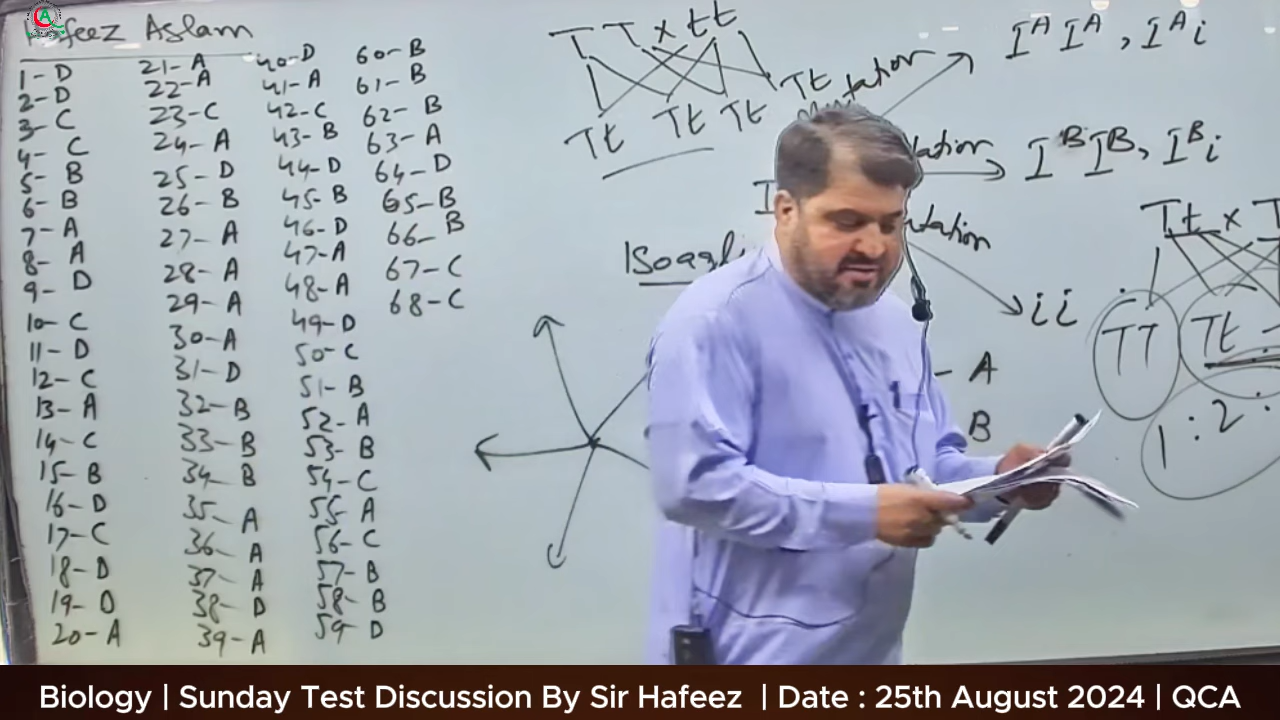 Hafeez Aslam
1- D
2- D
3- C
4- C
5- B
6- B
7- A
8- A
9- D
10- C
11- D
12- C
13- A
14- C
15- B
16- D
17- C
18- D
19- D
20- A
21- A
22- A
23- C
24- A
25- D
26- B
27- A
28- A
29- A
30- A
31- D
32- B
33- B
34- B
35- A
36- A
37- A
38- D
39- A
40- D
41- A
42- C
43- B
44- D
45- B
46- D
47- A
48- A
49- D
50- C
51- B
52- A
53- B
54- C
55- A
56- C
57- B
58- B
59- D
60- B
61- B
62- B
63- A
64- D
65- B
66- B
67- C
68- C
TT x tt
Tt Tt Tt Tt
I^A I^A, I^A i
I^B I^B, I^B i
ii
- A
B
Tt x T
TT Tt
1 : 2 :
Biology | Sunday Test Discussion By Sir Hafeez | Date : 25th August 2024 | QCA